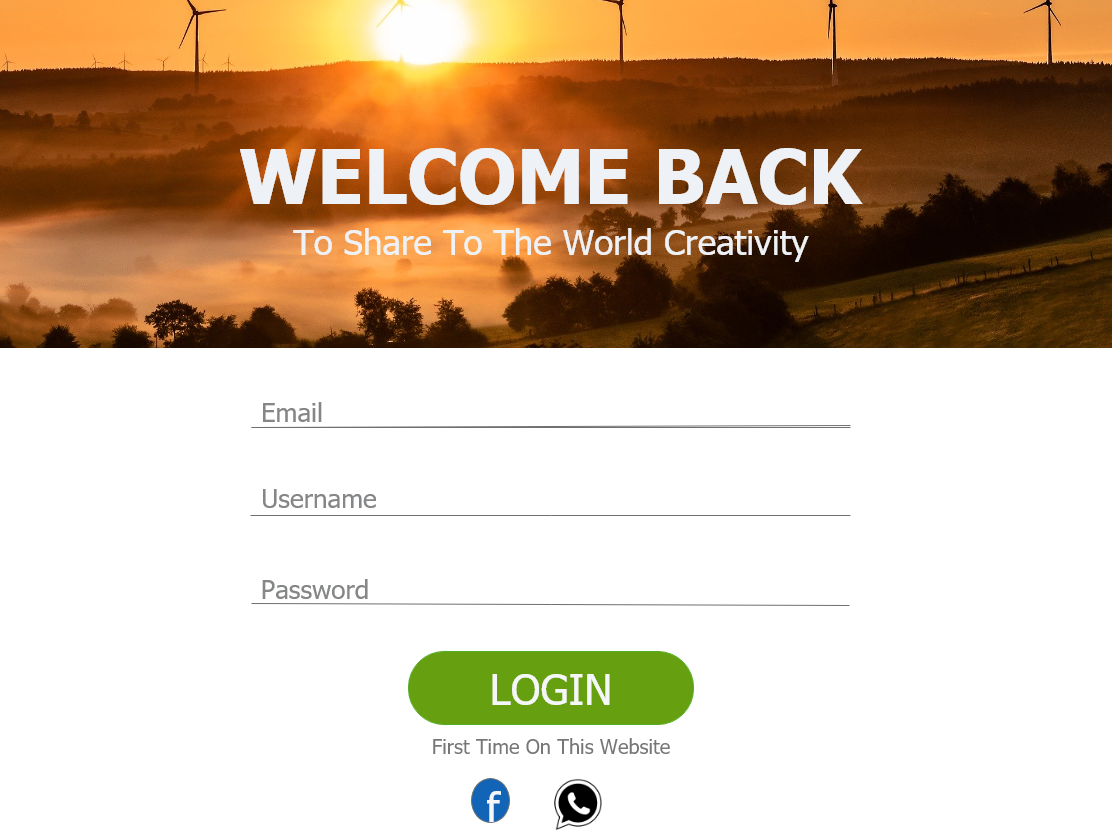 WELCOME BACK
To Share To The World Creativity
Email
Username
Password
LOGIN
First Time On This Website
f